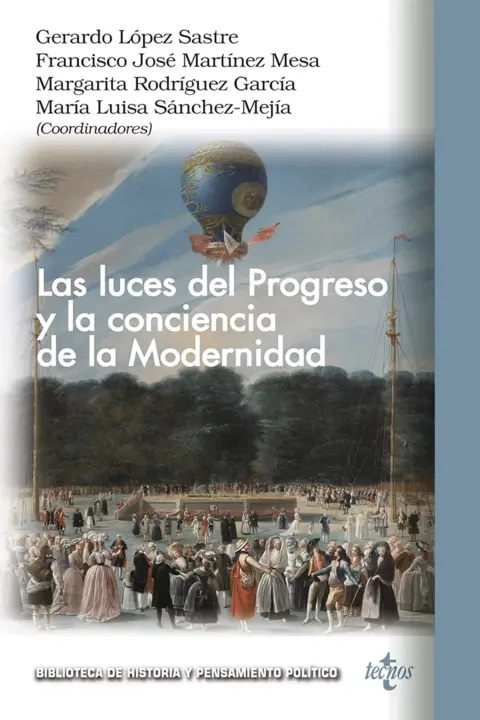 Gerardo López Sastre
Francisco José Martínez Mesa
Margarita Rodríguez García
María Luisa Sánchez-Mejía
(Coordinadores)
Las luces del Progreso
y la conciencia
de la Modernidad
BIBLIOTECA DE HISTORIA Y PENSAMIENTO POLÍTICO
tecnos